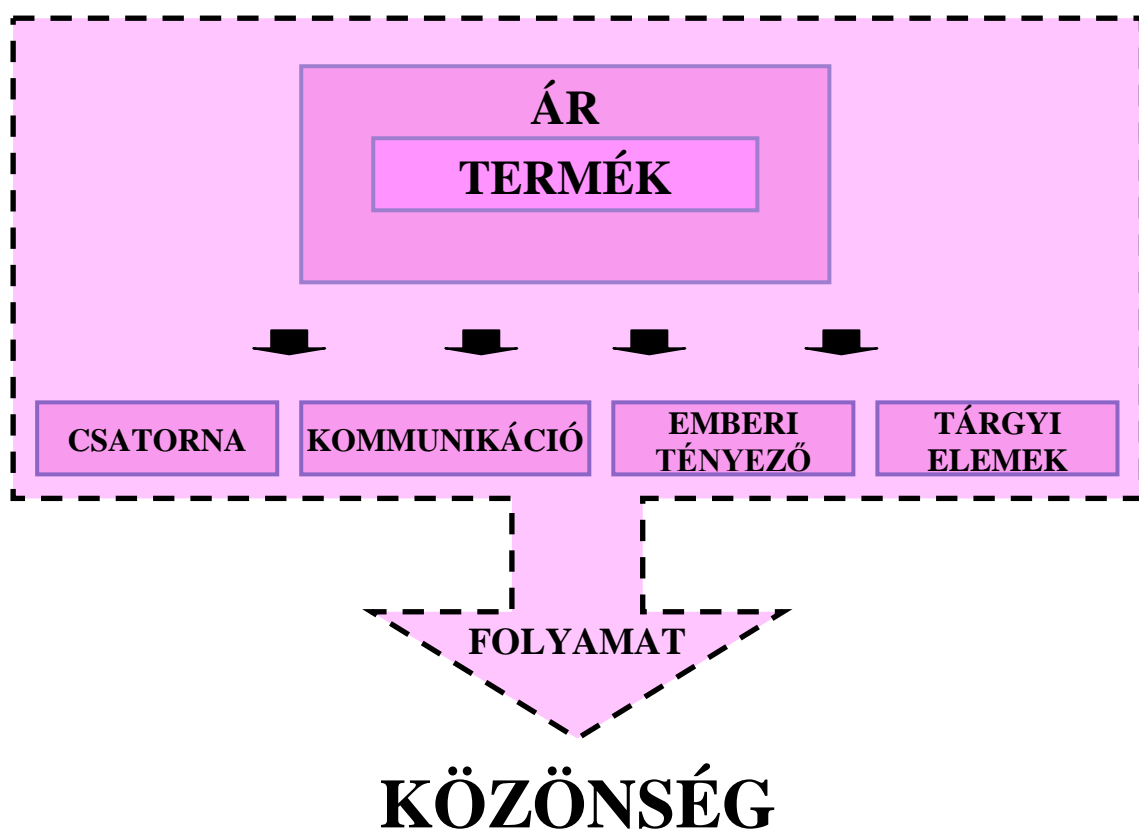 ÁR
TERMÉK
CSATORNA
KOMMUNIKÁCIÓ
EMBERI
TÉNYEZŐ
TÁRGYI
ELEMEK
FOLYAMAT
KÖZÖNSÉG